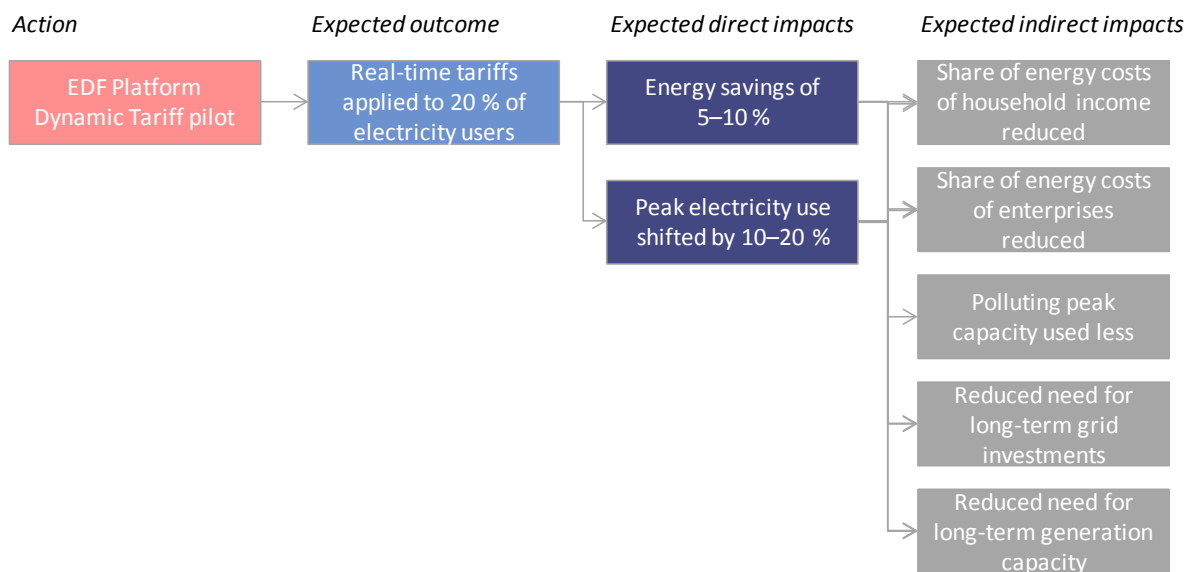 Action
Expected outcome
Expected direct impacts
Expected indirect impacts
EDF Platform
Dynamic Tariff pilot
Real-time tariffs
applied to 20 % of
electricity users
Energy savings of
5–10 %
Peak electricity use
shifted by 10–20 %
Share of energy costs
of household income
reduced
Share of energy costs
of enterprises
reduced
Polluting peak
capacity used less
Reduced need for
long-term grid
investments
Reduced need for
long-term generation
capacity